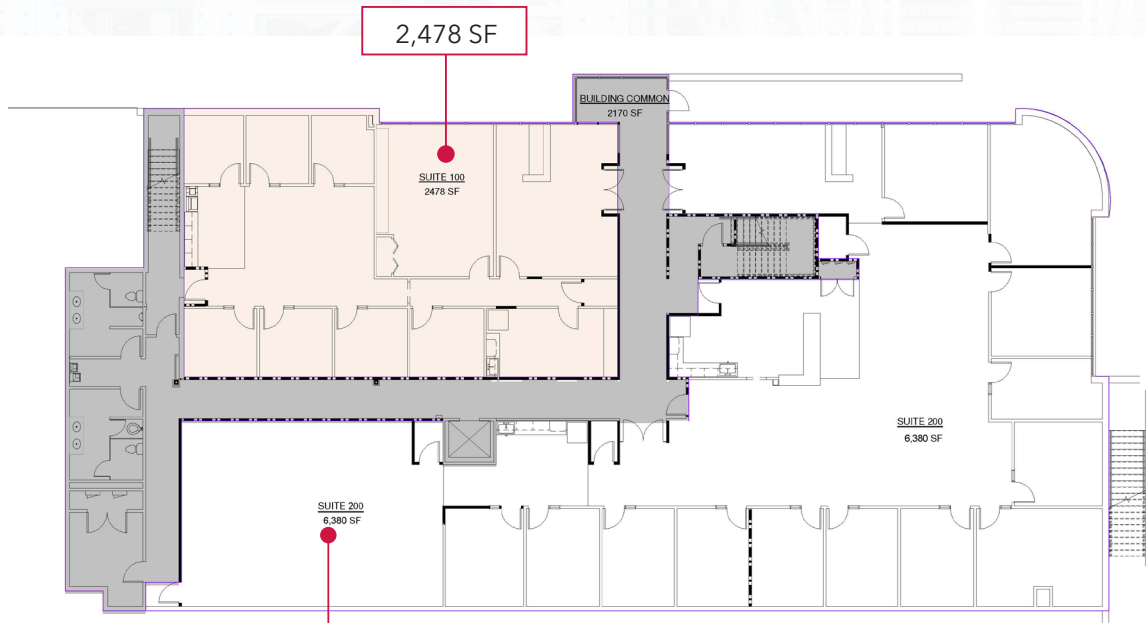 2,478 SF
BUILDING COMMON
2170 SF
SUITE 100
2478 SF
SUITE 200
6,380 SF
SUITE 200
6,380 SF